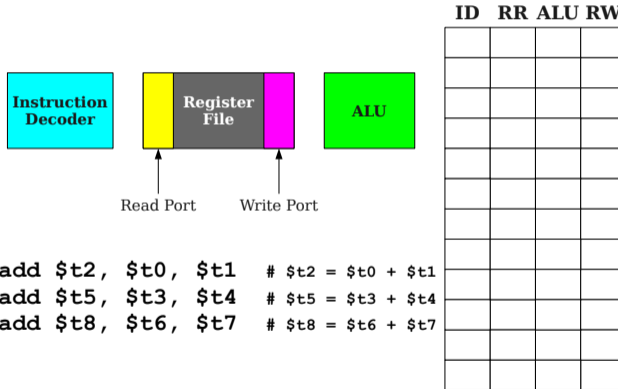 ID RR ALU RW
Instruction
Decoder
Register
File
ALU
Read Port
Write Port
add $t2, $t0, $t1 # $t2 = $t0 + $t1
add $t5, $t3, $t4 # $t5 = $t3 + $t4
add $t8, $t6, $t7 # $t8 = $t6 + $t7